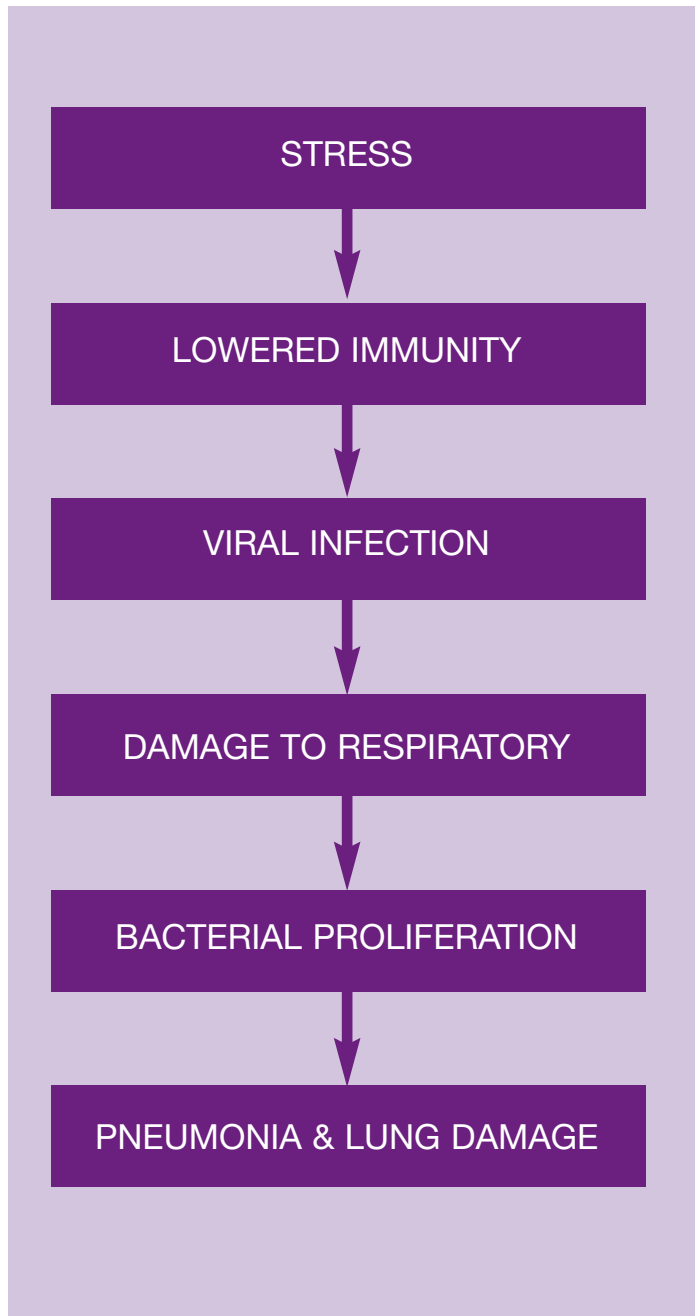 STRESS
LOWERED IMMUNITY
VIRAL INFECTION
DAMAGE TO RESPIRATORY
BACTERIAL PROLIFERATION
PNEUMONIA & LUNG DAMAGE